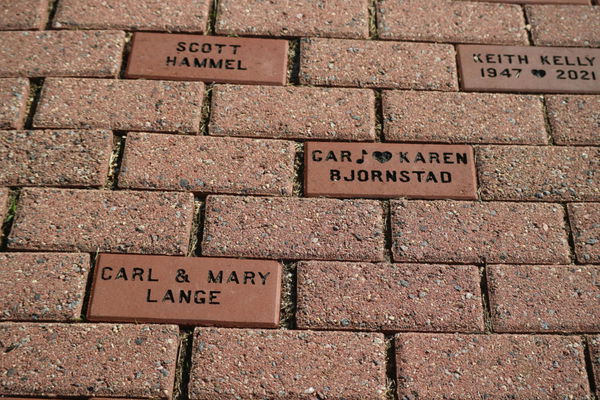 SCOTT
HAMMEL
KEITH KELLY
1947 ♥ 2021
CAR♪♥KAREN
BJORNSTAD
CARL & MARY
LANGE